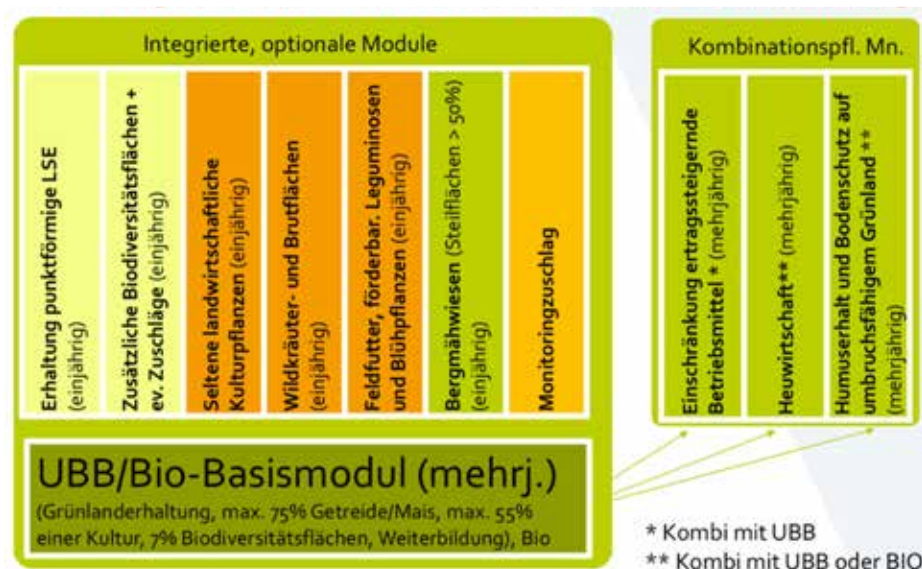 Integrierte, optionale Module
Erhaltung punktförmige LSE
(einjährig)
Zusätzliche Biodiversitätsflächen +
ev. Zuschläge (einjährig)
Seltene landwirtschaftliche
Kulturpflanzen (einjährig)
Wildkräuter- und Brutflächen
(einjährig)
Feldfutter, förderbar. Leguminosen
und Blühpflanzen (einjährig)
Bergmähwiesen (Steilflächen > 50%)
(einjährig)
Monitoringzuschlag
UBB/Bio-Basismodul (mehrj.)
(Grünlanderhaltung, max. 75% Getreide/Mais, max. 55%
einer Kultur, 7% Biodiversitätsflächen, Weiterbildung), Bio
Kombinationspfl. Mn.
Einschränkung ertragssteigernde
Betriebsmittel * (mehrjährig)
Heuwirtschaft** (mehrjährig)
Humuserhalt und Bodenschutz auf
umbruchsfähigem Grünland **
(mehrjährig)
* Kombi mit UBB
** Kombi mit UBB oder BIO